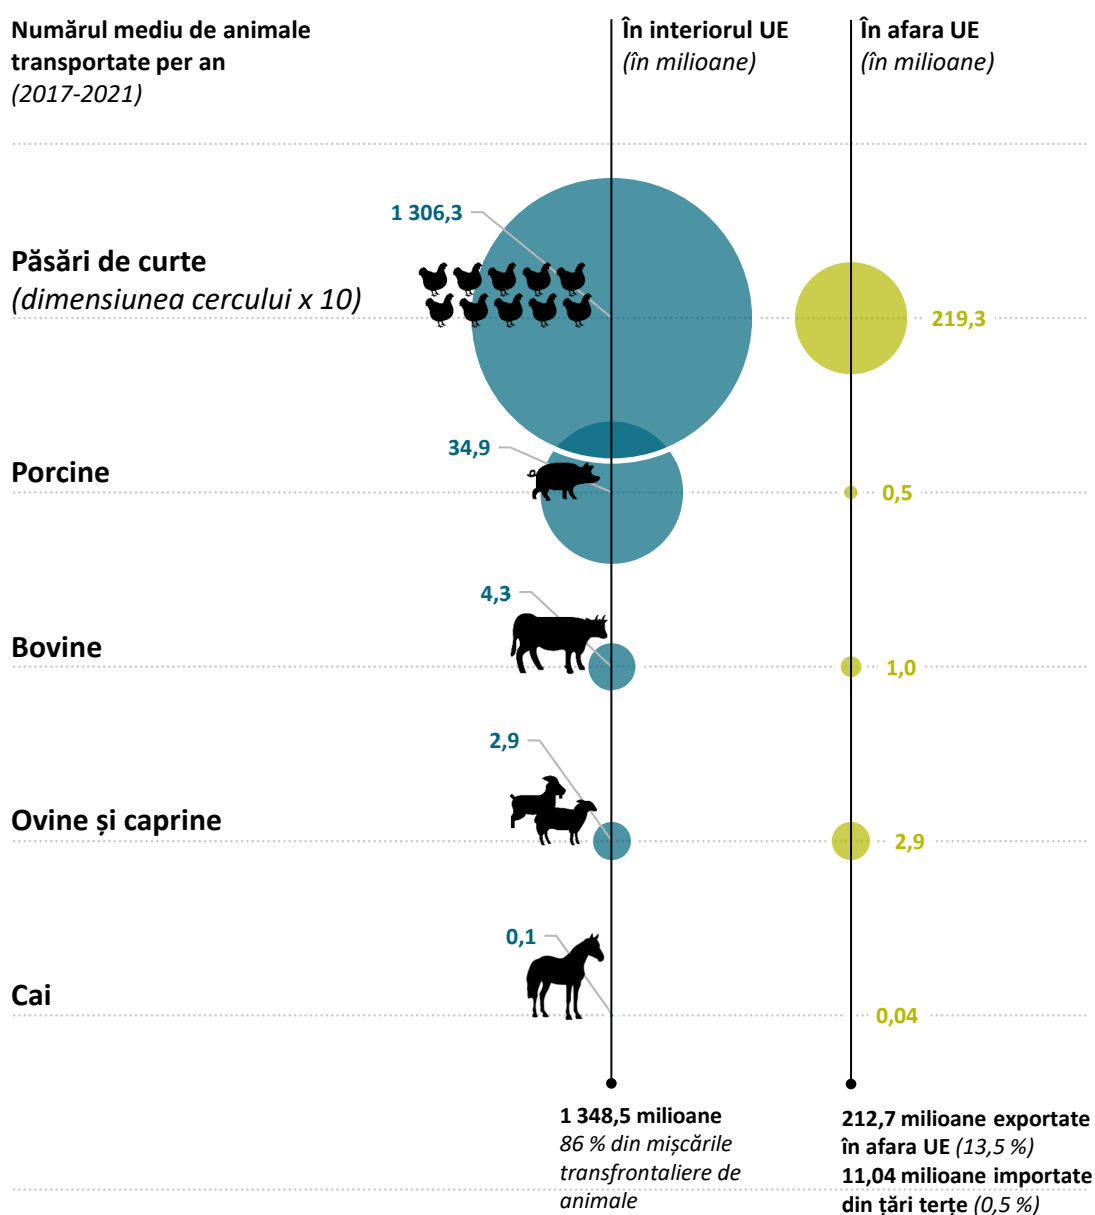 Numărul mediu de animale
transportate per an
(2017-2021)
În interiorul UE
(în milioane)
În afara UE
(în milioane)
1 306,3
Păsări de curte
(dimensiunea cercului x 10)
219,3
34,9
Porcine
0,5
4,3
Bovine
1,0
2,9
Ovine și caprine
2,9
0,1
Cai
0,04
1 348,5 milioane
86 % din mișcările
transfrontaliere de
animale
212,7 milioane exportate
în afara UE (13,5 %)
11,04 milioane importate
din țări terțe (0,5 %)